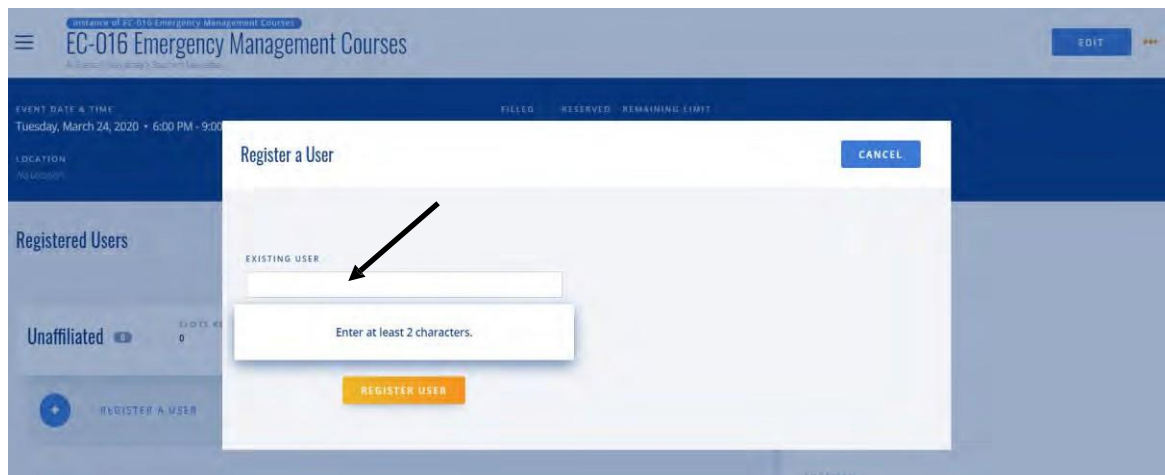 instance of EC-016 Emergency Management Courses
EC-016 Emergency Management Courses
EDIT
EVENT DATE & TIME
FILLED RESERVED REMAINING LIMIT
Tuesday, March 24, 2020 • 6:00 PM - 9:00
LOCATION
Register a User
CANCEL
Registered Users
EXISTING USER
Unaffiliated 0
0
Enter at least 2 characters.
REGISTER USER
REGISTER A USER